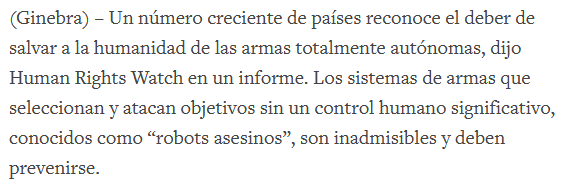 (Ginebra) – Un número creciente de países reconoce el deber de
salvar a la humanidad de las armas totalmente autónomas, dijo
Human Rights Watch en un informe. Los sistemas de armas que
seleccionan y atacan objetivos sin un control humano significativo,
conocidos como “robots asesinos”, son inadmisibles y deben
prevenirse.